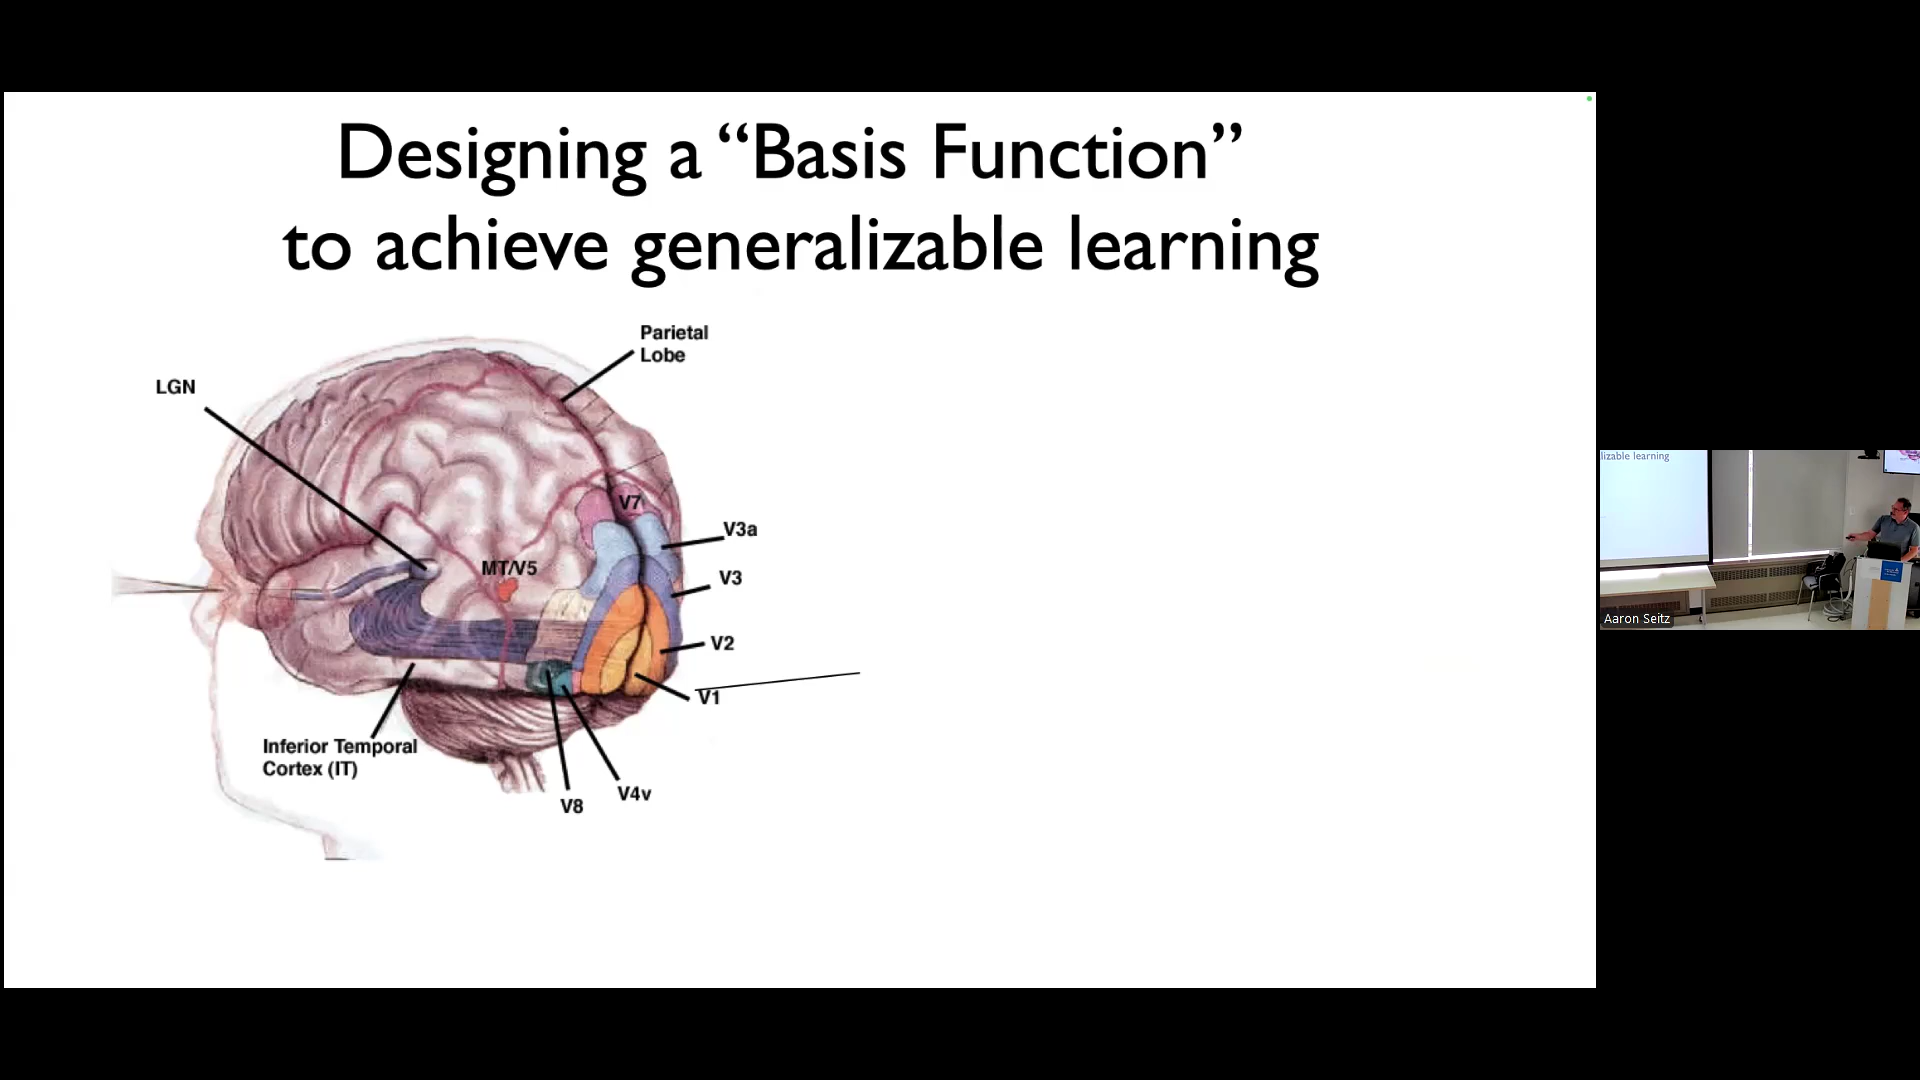 Designing a “Basis Function”
to achieve generalizable learning
Parietal
Lobe
LGN
V7
V3a
MT/V5
V3
V2
V1
Inferior Temporal
Cortex (IT)
V4v
V8
lizable learning
Aaron Seitz